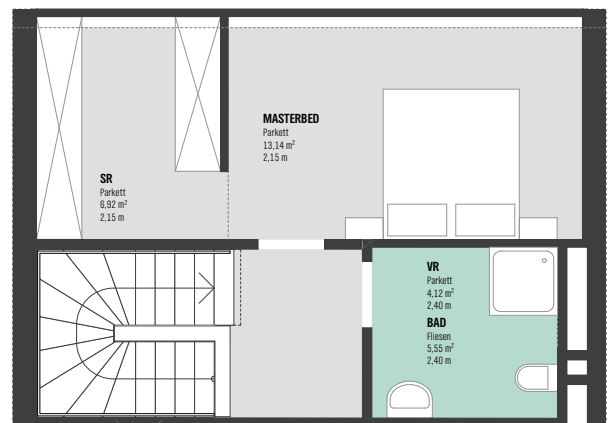 MASTERBED
Parkett
13,14 m²
2,15 m
SR
Parkett
6,92 m²
2,15 m
VR
Parkett
4,12 m²
2,40 m
BAD
Fliesen
5,55 m²
2,40 m